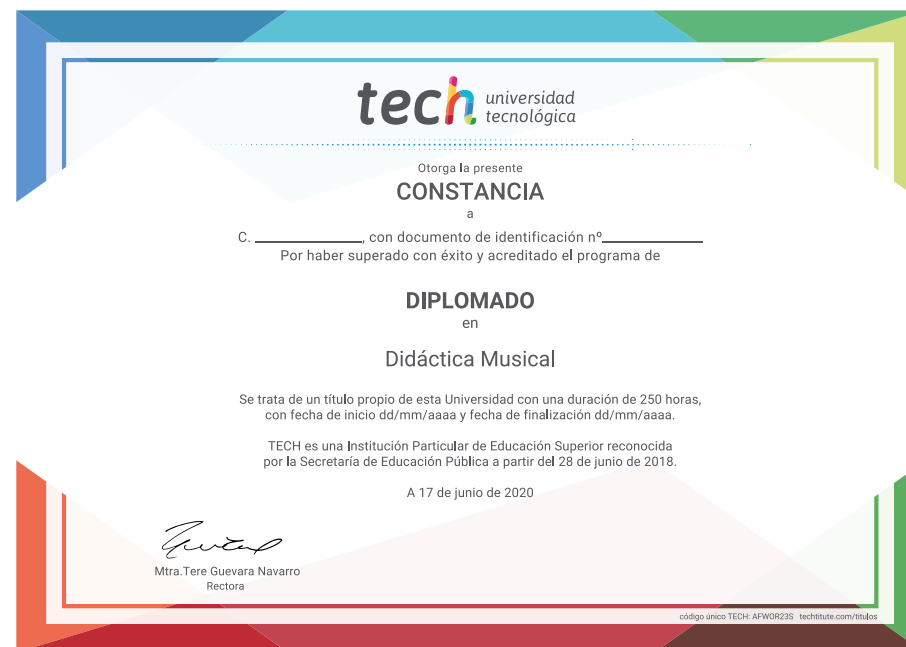 tech universidad
tecnológica
Otorga la presente
CONSTANCIA
a
C. ______________, con documento de identificación nº_____________
Por haber superado con éxito y acreditado el programa de
DIPLOMADO
en
Didáctica Musical
Se trata de un título propio de esta Universidad con una duración de 250 horas,
con fecha de inicio dd/mm/aaaa y fecha de finalización dd/mm/aaaa.
TECH es una Institución Particular de Educación Superior reconocida
por la Secretaría de Educación Pública a partir del 28 de junio de 2018.
A 17 de junio de 2020
Mtra.Tere Guevara Navarro
Rectora
código único TECH: AFWOR23S techtitute.com/titulos